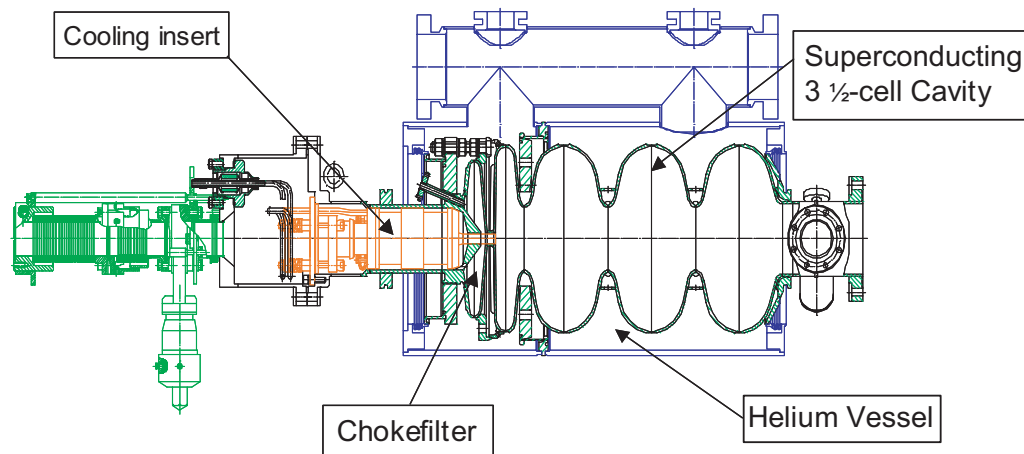 Cooling insert
Superconducting
3 ½-cell Cavity
Chokefilter
Helium Vessel